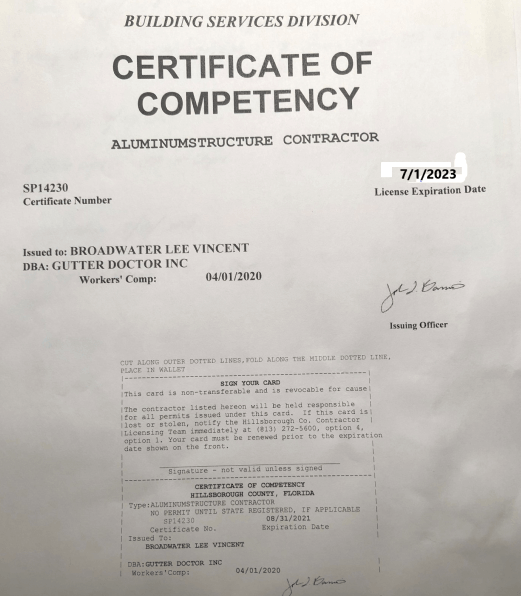 BUILDING SERVICES DIVISION
CERTIFICATE OF
COMPETENCY
ALUMINUMSTRUCTURE CONTRACTOR
7/1/2023
SP14230
License Expiration Date
Certificate Number
Issued to: BROADWATER LEE VINCENT
DBA: GUTTER DOCTOR INC
Workers' Comp: 04/01/2020
Issuing Officer
CUT ALONG OUTER DOTTED LINES, FOLD ALONG THE MIDDLE DOTTED LINE,
PLACE IN WALLET
SIGN YOUR CARD
This card is non-transferable and is revocable for cause
The contractor listed hereon will be held responsible
for all permits issued under this card. If this card is
lost or stolen, notify the Hillsborough Co. Contractor
Licensing Team immediately at (813) 272-5600, option 4,
option 1. Your card must be renewed prior to the expiration
date shown on the front.
Signature - not valid unless signed
CERTIFICATE OF COMPETENCY
HILLSBOROUGH COUNTY, FLORIDA
Type:ALUMINUMSTRUCTURE CONTRACTOR
NO PERMIT UNTIL STATE REGISTERED, IF APPLICABLE
SP14230 08/31/2021
Certificate No. Expiration Date
Issued To:
BROADWATER LEE VINCENT
DBA:GUTTER DOCTOR INC
Workers'Comp: 04/01/2020